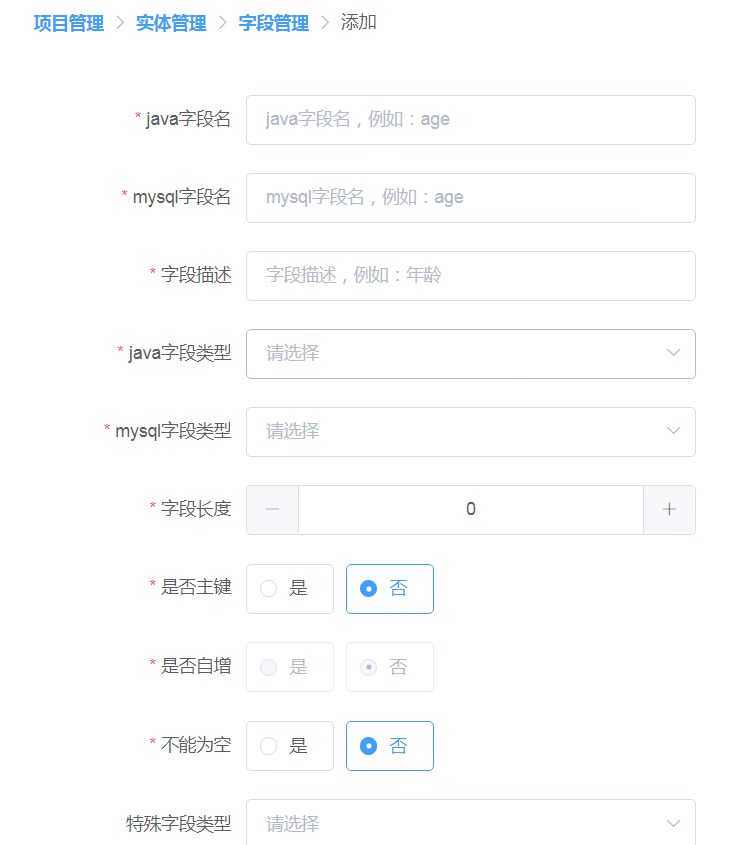 项目管理 > 实体管理 > 字段管理 > 添加
* java字段名 java字段名，例如：age
* mysql字段名 mysql字段名，例如：age
* 字段描述 字段描述，例如：年龄
* java字段类型 请选择
* mysql字段类型 请选择
* 字段长度 − 0 +
* 是否主键 是 否
* 是否自增 是 否
* 不能为空 是 否
特殊字段类型 请选择